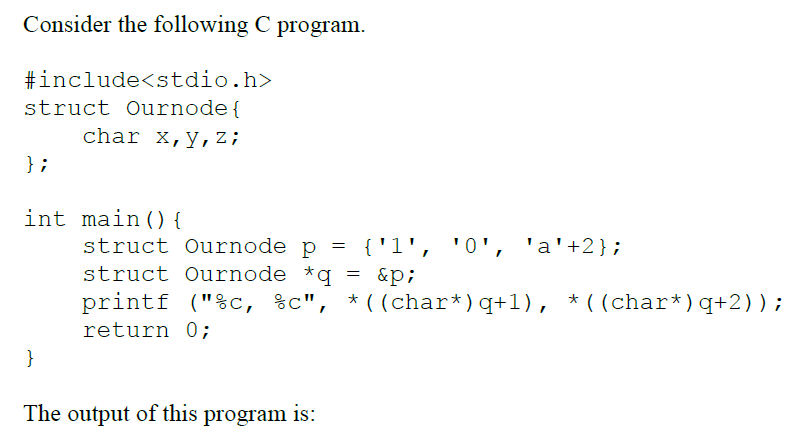 Consider the following C program.
#include<stdio.h>
struct Ournode{
    char x,y,z;
};
int main(){
    struct Ournode p = {'1', '0', 'a'+2};
    struct Ournode *q = &p;
    printf ("%c, %c", *((char*)q+1), *((char*)q+2));
    return 0;
}
The output of this program is: